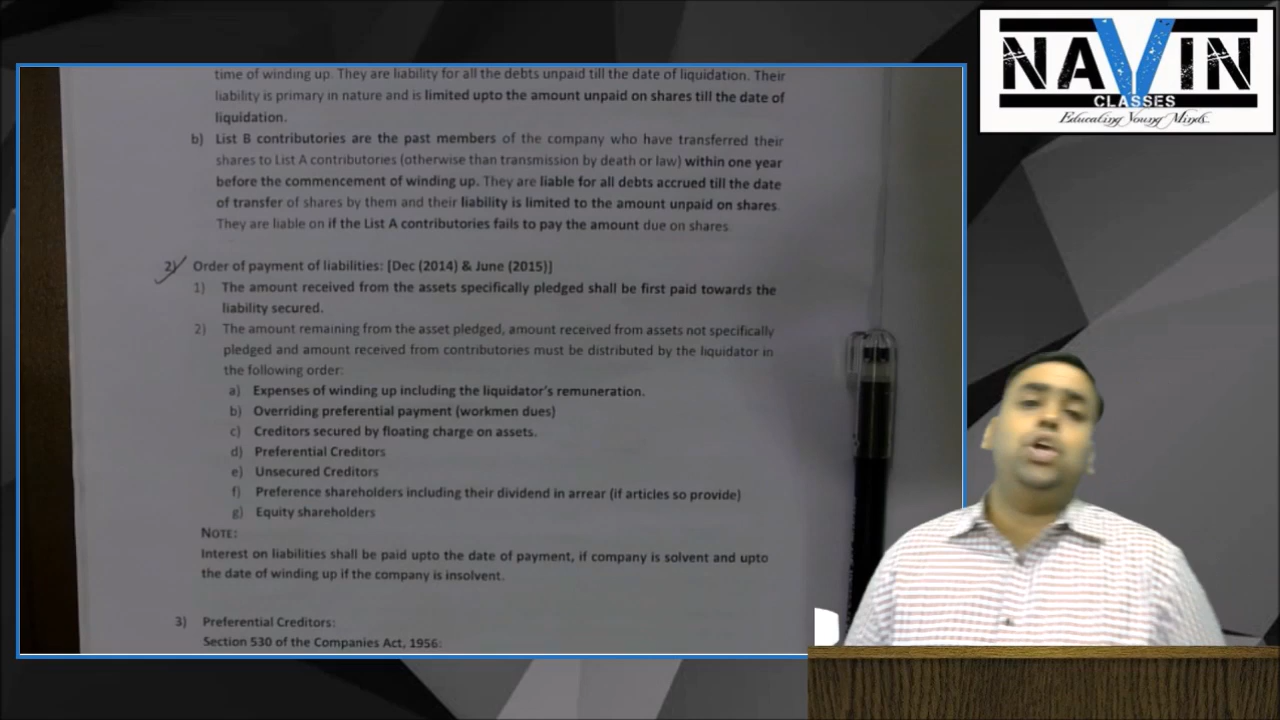 NAVIN
CLASSES
Educating Young Minds
time of winding up. They are liability for all the debts unpaid till the date of liquidation. Their
liability is primary in nature and is limited upto the amount unpaid on shares till the date of
liquidation.
b) List B contributories are the past members of the company who have transferred their
shares to List A contributories (otherwise than transmission by death or law) within one year
before the commencement of winding up. They are liable for all debts accrued till the date
of transfer of shares by them and their liability is limited to the amount unpaid on shares.
They are liable on if the List A contributories fails to pay the amount due on shares
2) Order of payment of liabilities: [Dec (2014) & June (2015)]
1) The amount received from the assets specifically pledged shall be first paid towards the
liability secured.
2) The amount remaining from the asset pledged, amount received from assets not specifically
pledged and amount received from contributories must be distributed by the liquidator in
the following order:
a) Expenses of winding up including the liquidator's remuneration.
b) Overriding preferential payment (workmen dues)
c) Creditors secured by floating charge on assets.
d) Preferential Creditors
e) Unsecured Creditors
f) Preference shareholders including their dividend in arrear (if articles so provide)
g) Equity shareholders
NOTE:
Interest on liabilities shall be paid upto the date of payment, if company is solvent and upto
the date of winding up if the company is insolvent.
3) Preferential Creditors:
Section 530 of the Companies Act, 1956: